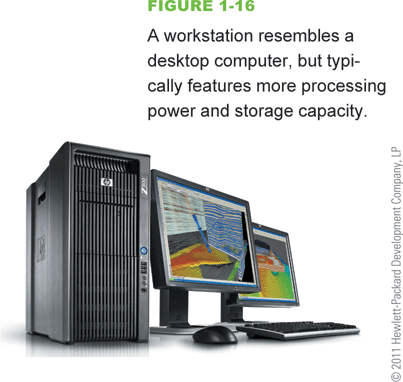 FIGURE 1-16
A workstation resembles a
desktop computer, but typi-
cally features more processing
power and storage capacity.
hp
© 2011 Hewlett-Packard Development Company, LP